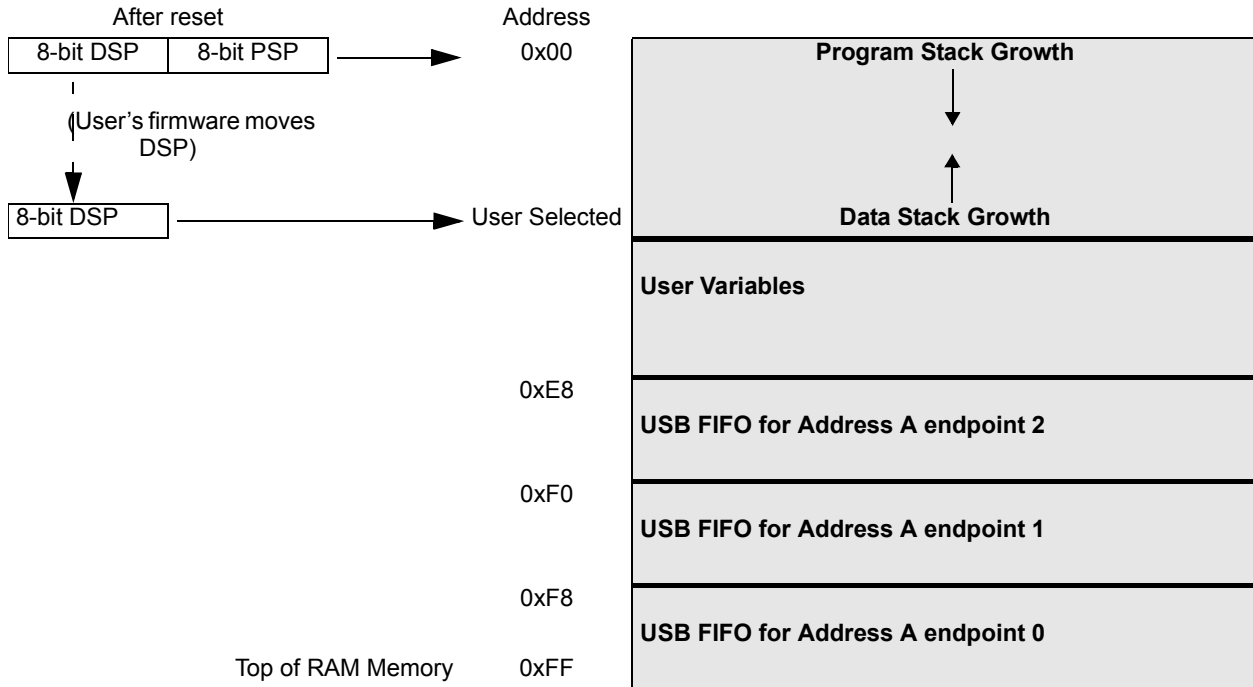 After reset
Address
8-bit DSP 8-bit PSP 0x00 Program Stack Growth
(User's firmware moves
DSP)
8-bit DSP User Selected Data Stack Growth
User Variables
0xE8
USB FIFO for Address A endpoint 2
0xF0
USB FIFO for Address A endpoint 1
0xF8
USB FIFO for Address A endpoint 0
Top of RAM Memory 0xFF